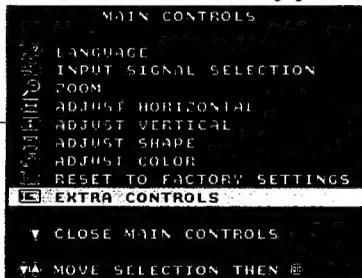 MAIN CONTROLS
LANGUAGE
INPUT SIGNAL SELECTION
ZOOM
ADJUST HORIZONTAL
ADJUST VERTICAL
ADJUST SHAPE
ADJUST COLOR
RESET TO FACTORY SETTINGS
EXTRA CONTROLS
▼ CLOSE MAIN CONTROLS
▼▲ MOVE SELECTION THEN